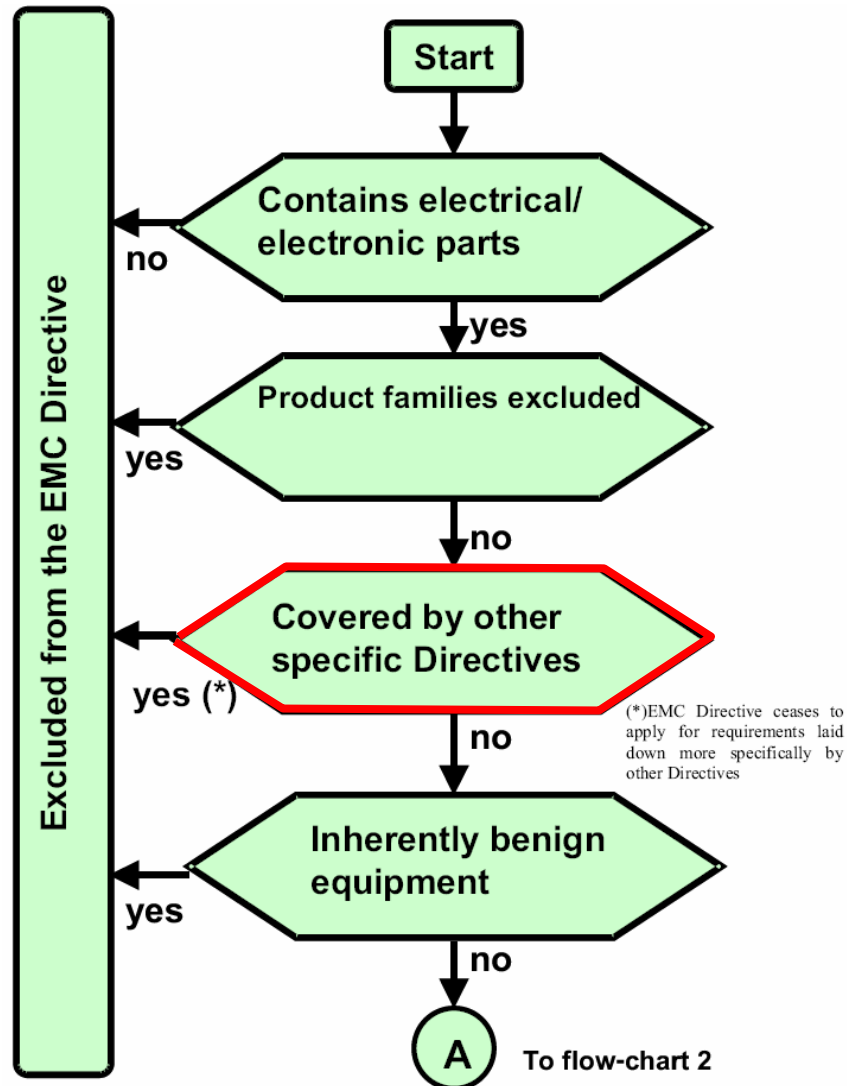 Start
Contains electrical/
electronic parts
no
yes
Product families excluded
yes
no
Covered by other
specific Directives
yes (*)
(*)EMC Directive ceases to
apply for requirements laid
down more specifically by
other Directives
no
Inherently benign
equipment
yes
no
A
To flow-chart 2
Excluded from the EMC Directive